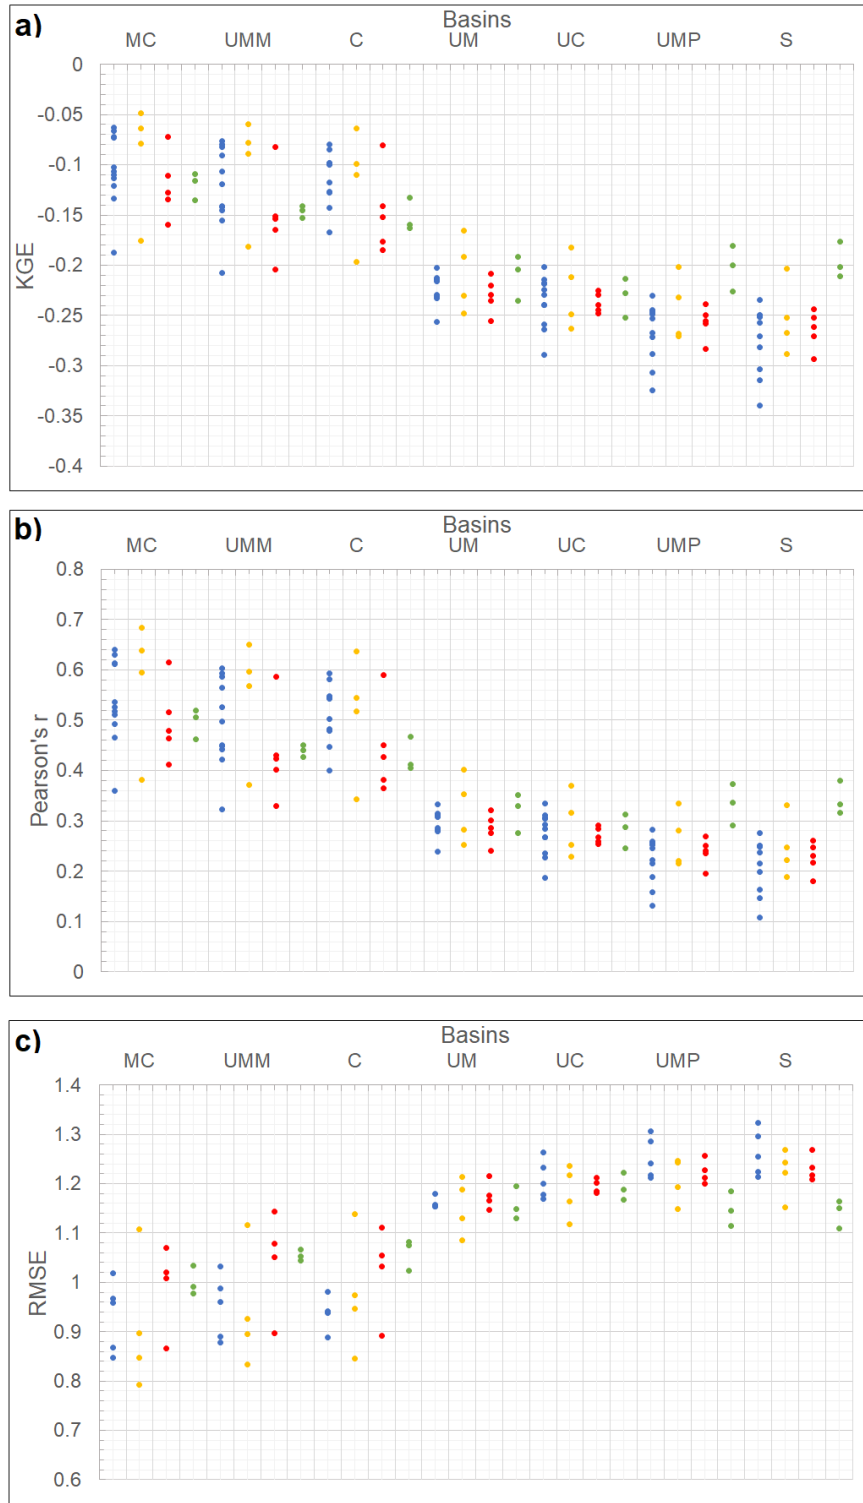 a)
Basins
MC UMM C UM UC UMP S
0
-0.05
-0.1
-0.15
-0.2
-0.25
-0.3
-0.35
-0.4
KGE
b)
Basins
MC UMM C UM UC UMP S
0.8
0.7
0.6
0.5
0.4
0.3
0.2
0.1
0
Pearson's r
c)
Basins
MC UMM C UM UC UMP S
1.4
1.3
1.2
1.1
1
0.9
0.8
0.7
0.6
RMSE